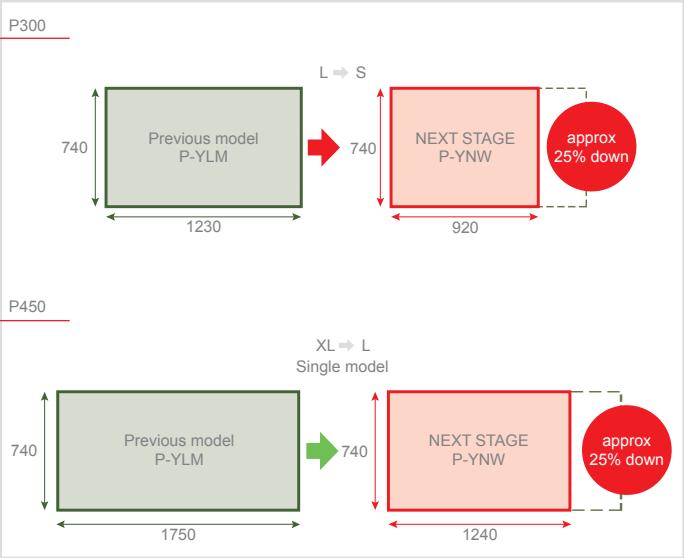 P300
L S
740
Previous model
P-YLM
1230
740
NEXT STAGE
P-YNW
920
approx
25% down
P450
XL L
Single model
740
Previous model
P-YLM
1750
740
NEXT STAGE
P-YNW
1240
approx
25% down